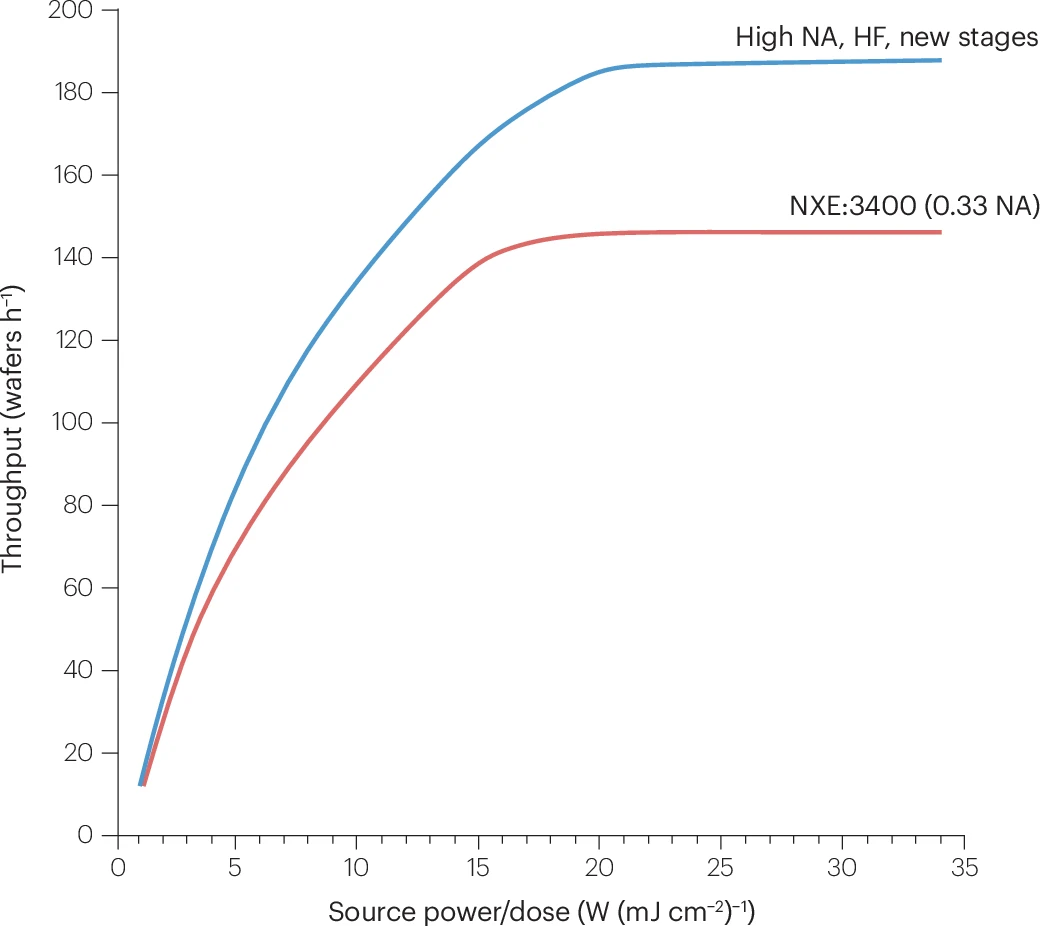 200
High NA, HF, new stages
180
160
NXE:3400 (0.33 NA)
140
120
100
80
60
40
20
0
Throughput (wafers h⁻¹)
0 5 10 15 20 25 30 35
Source power/dose (W (mJ cm⁻²)⁻¹)